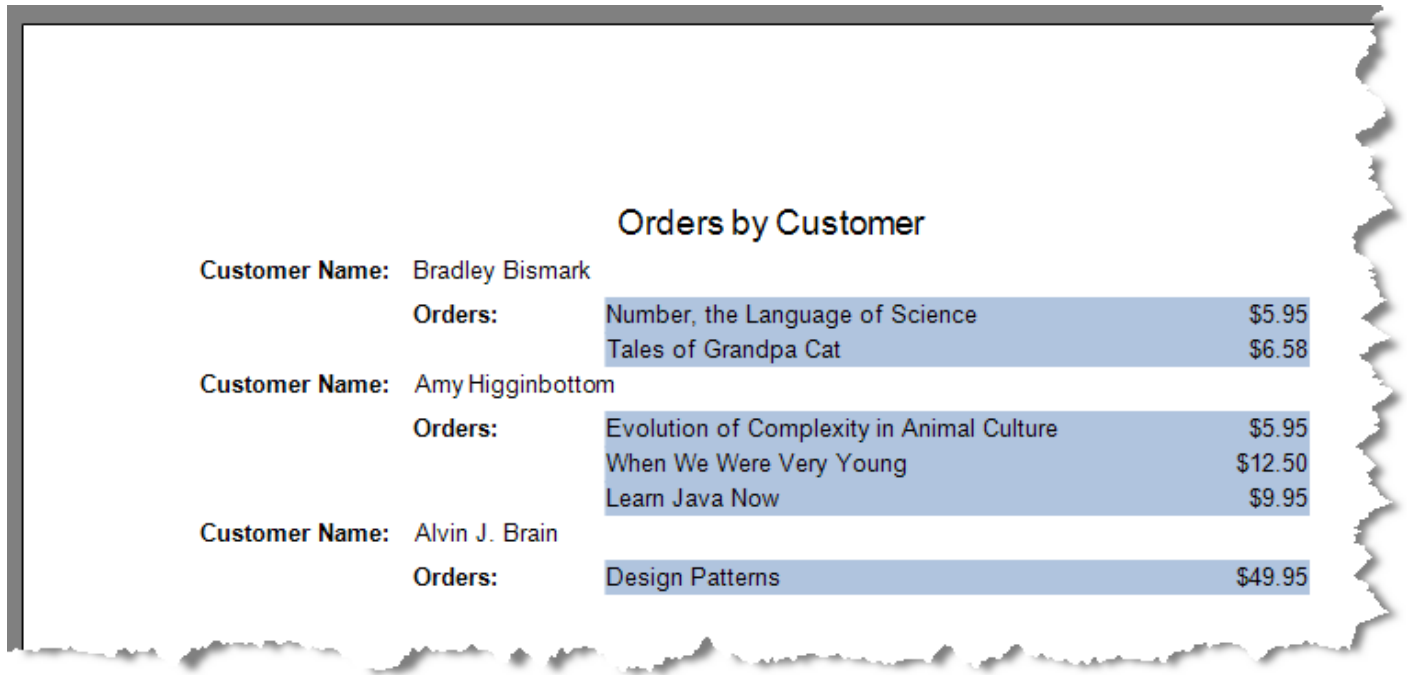 Orders by Customer
Customer Name: Bradley Bismark
Orders: Number, the Language of Science $5.95
Tales of Grandpa Cat $6.58
Customer Name: Amy Higginbottom
Orders: Evolution of Complexity in Animal Culture $5.95
When We Were Very Young $12.50
Learn Java Now $9.95
Customer Name: Alvin J. Brain
Orders: Design Patterns $49.95